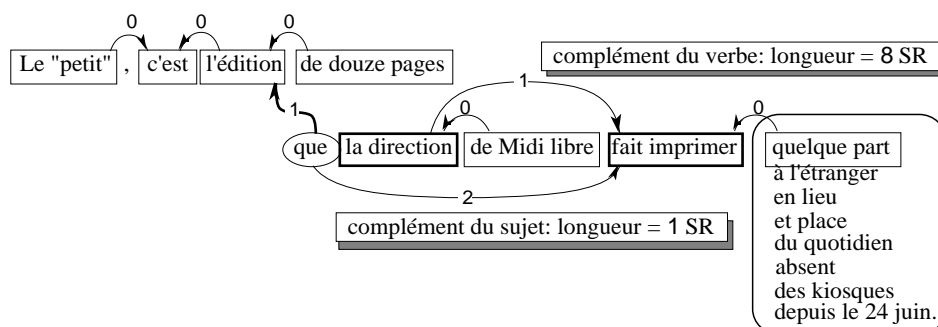 0 0 0
Le "petit" , c'est l'édition de douze pages
complément du verbe: longueur = 8 SR
1
1 0 0
que la direction de Midi libre fait imprimer quelque part
à l'étranger
2
en lieu
complément du sujet: longueur = 1 SR
et place
du quotidien
absent
des kiosques
depuis le 24 juin.